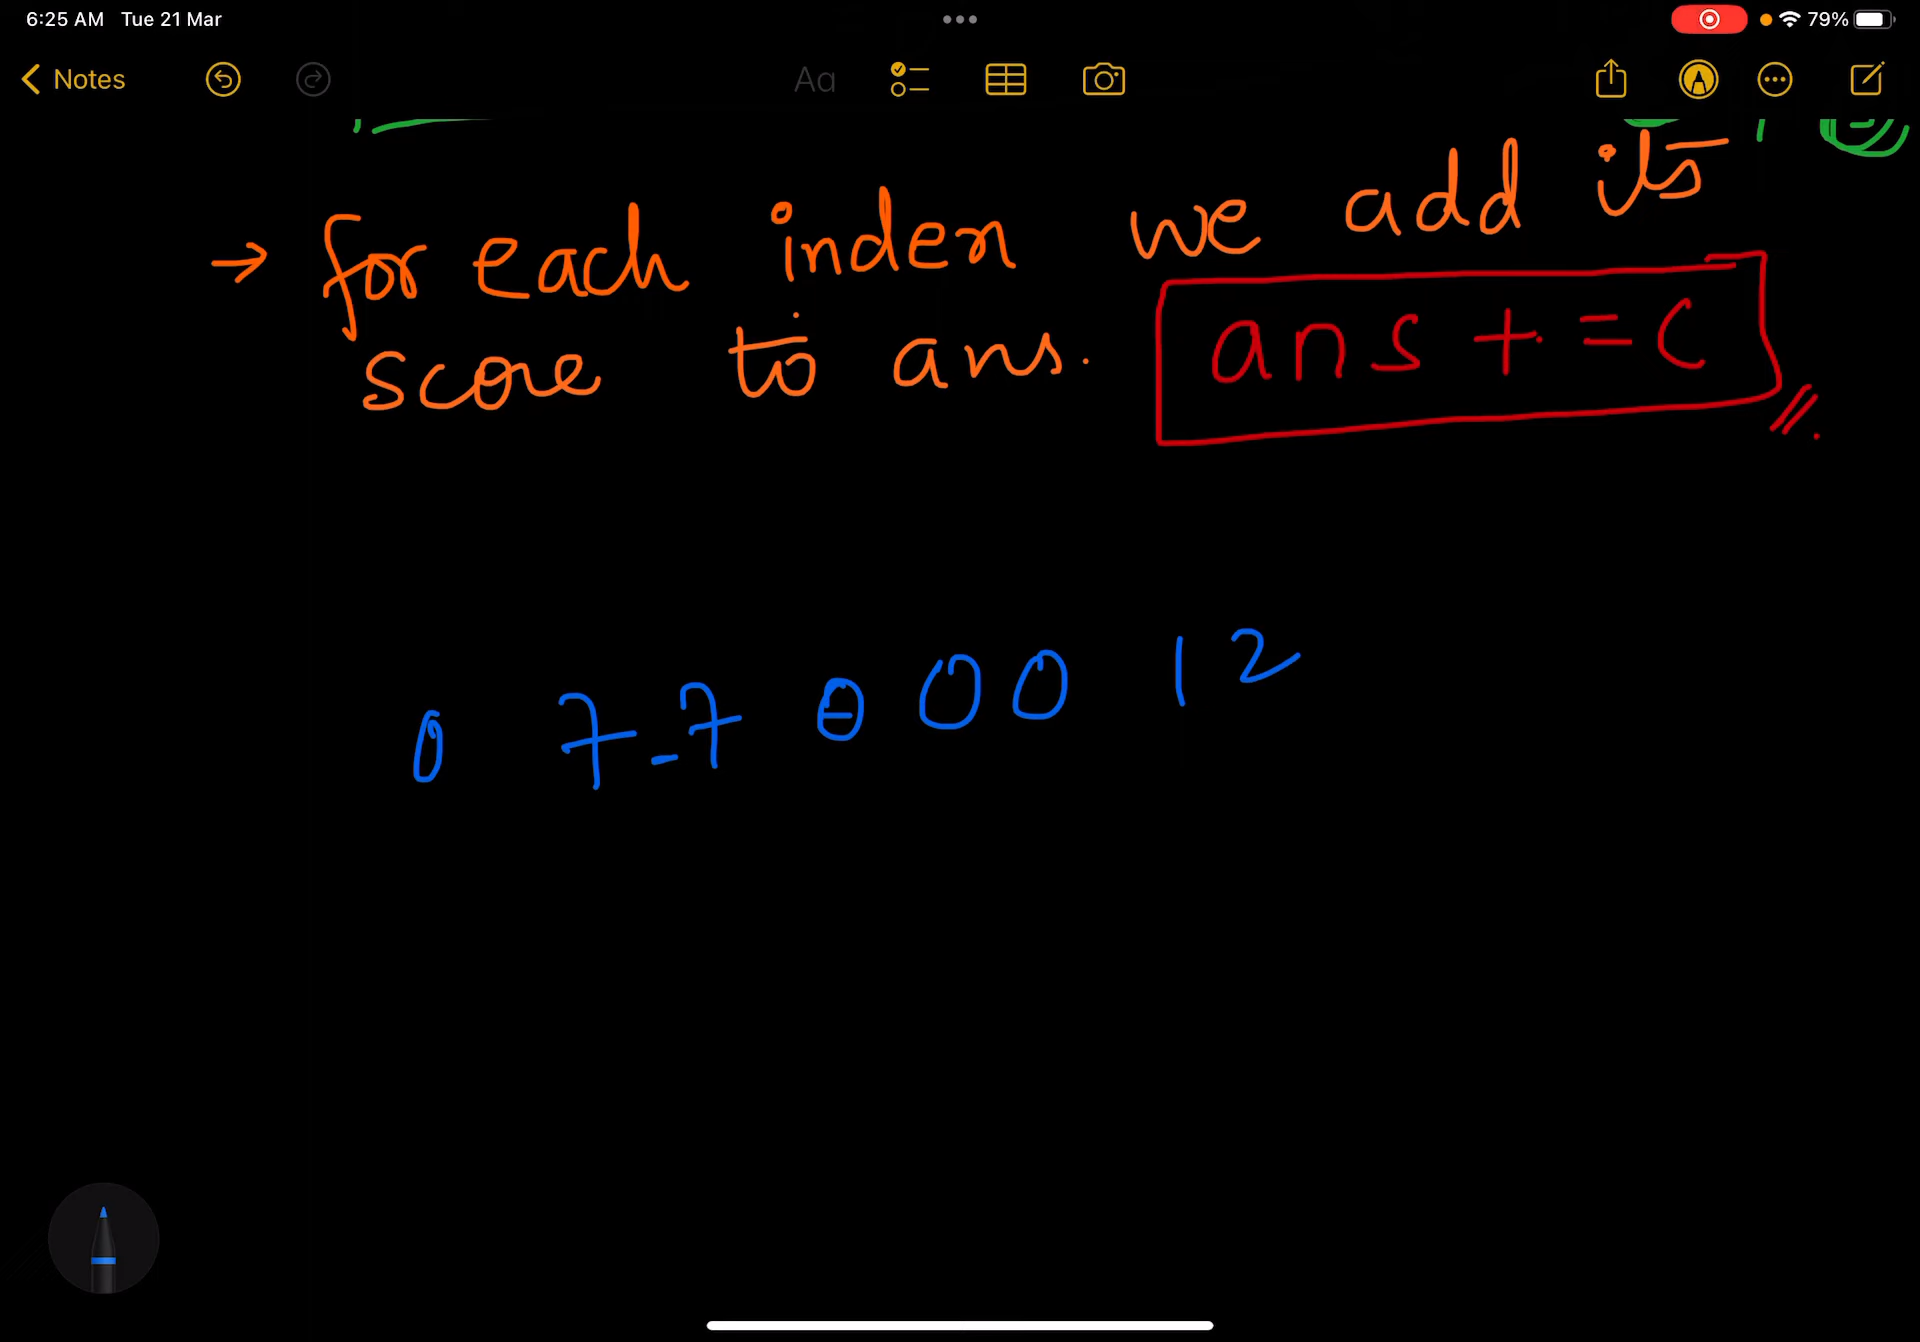 6:25 AM Tue 21 Mar
79%
Notes
Aa
→ for each index we add its
score to ans. ans + = C
0 7 -7 0 0 0 1 2